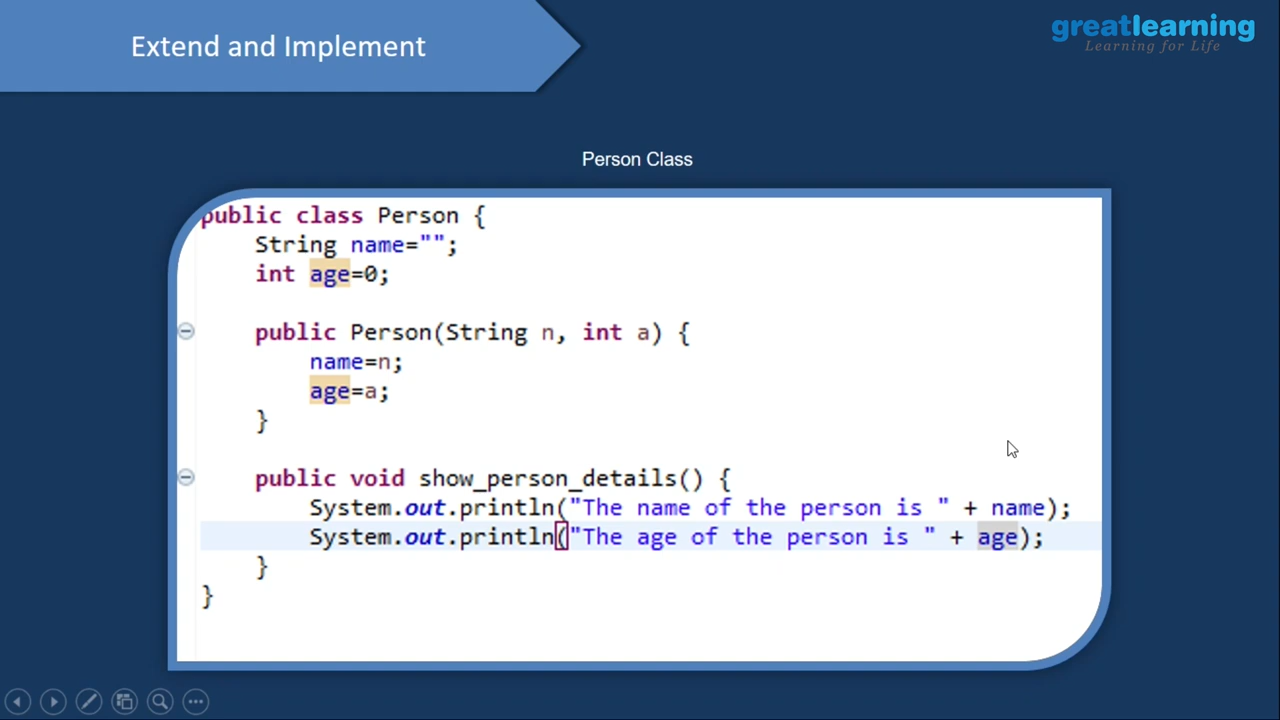 Extend and Implement
greatlearning
Learning for Life
Person Class
public class Person {
String name="";
int age=0;
public Person(String n, int a) {
name=n;
age=a;
}
public void show_person_details() {
System.out.println("The name of the person is " + name);
System.out.println("The age of the person is " + age);
}
}